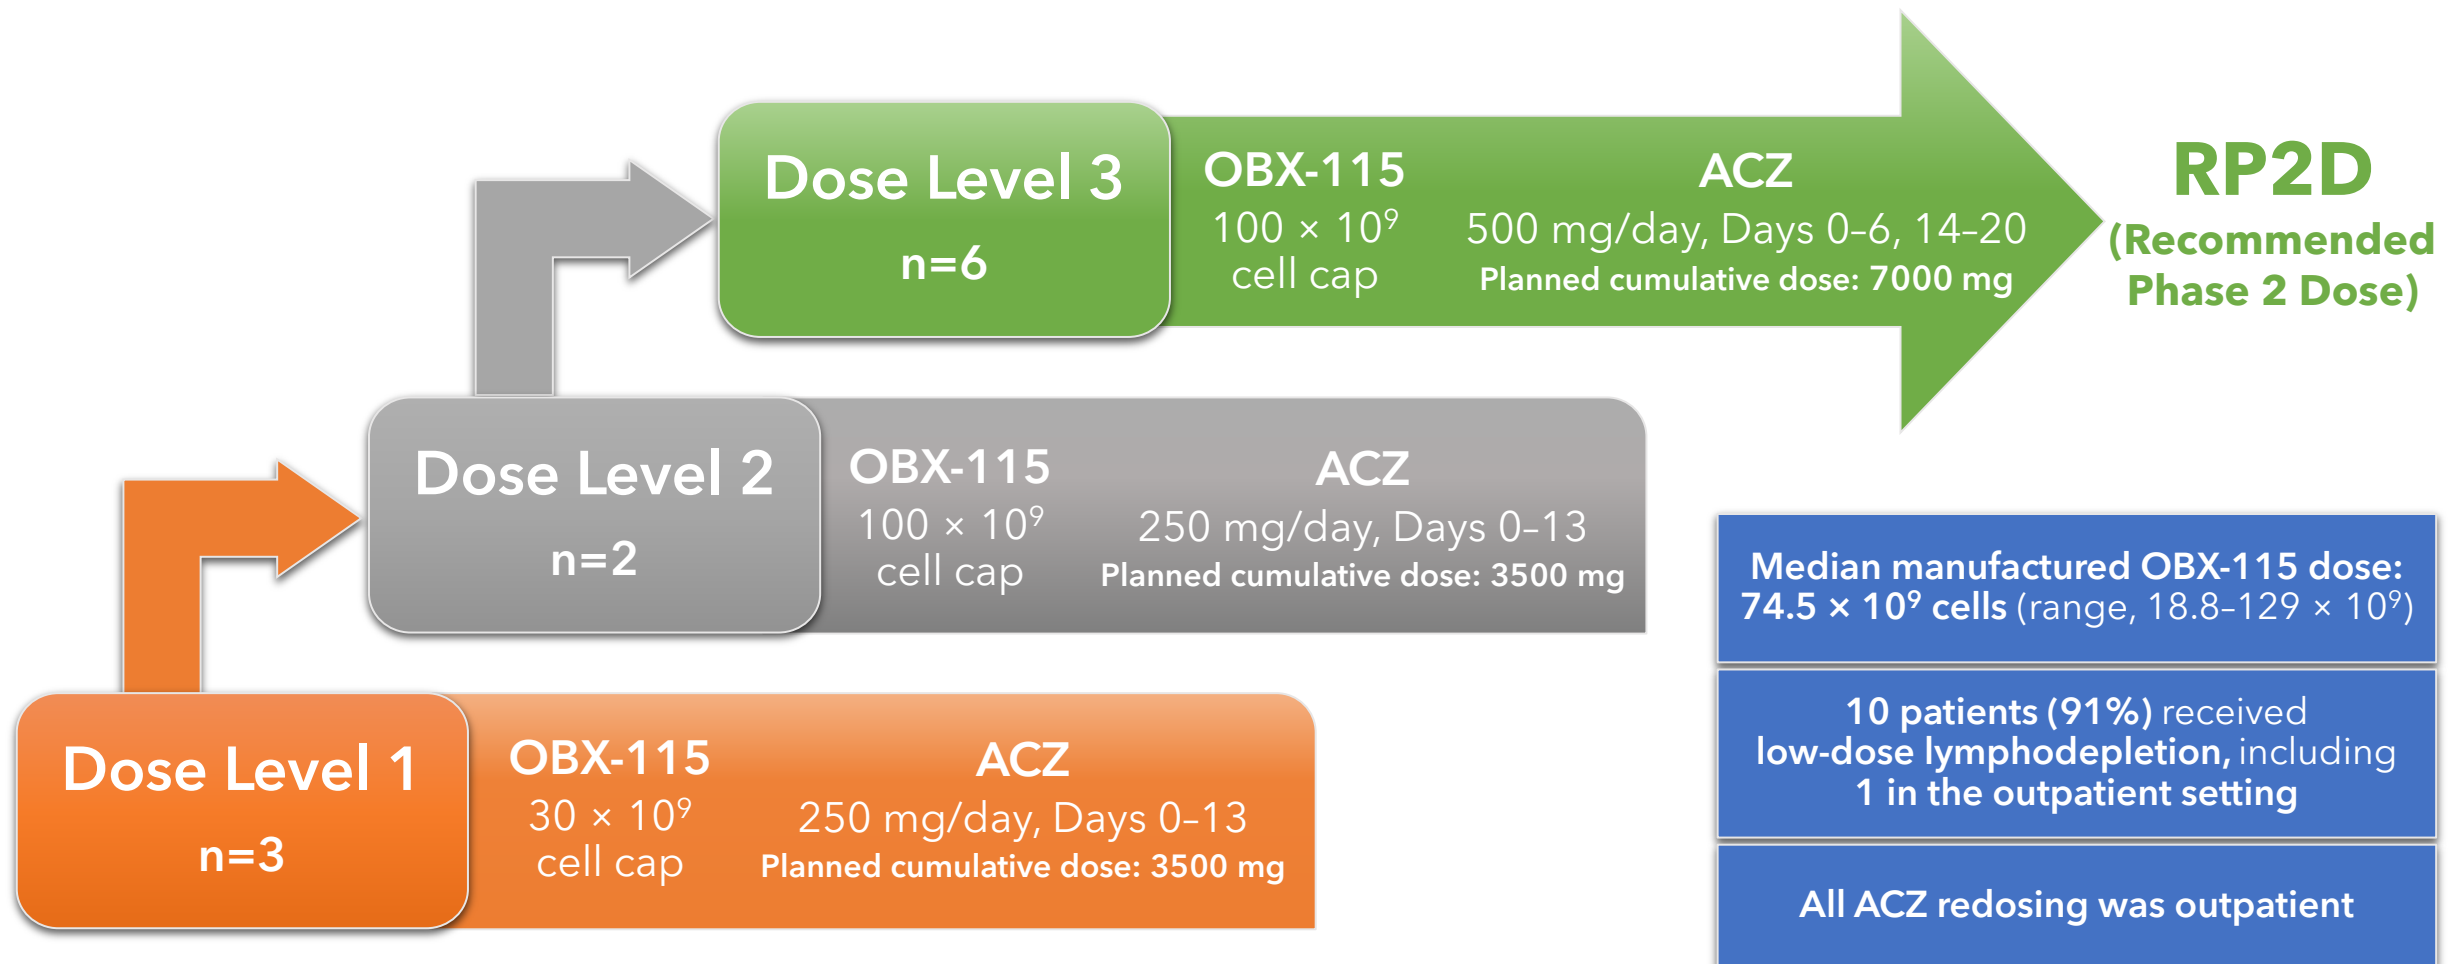 Dose Level 3
n=6
OBX-115
100 × 10⁹
cell cap
ACZ
500 mg/day, Days 0–6, 14–20
Planned cumulative dose: 7000 mg
RP2D
(Recommended
Phase 2 Dose)
Dose Level 2
n=2
OBX-115
100 × 10⁹
cell cap
ACZ
250 mg/day, Days 0–13
Planned cumulative dose: 3500 mg
Dose Level 1
n=3
OBX-115
30 × 10⁹
cell cap
ACZ
250 mg/day, Days 0–13
Planned cumulative dose: 3500 mg
Median manufactured OBX-115 dose:
74.5 × 10⁹ cells (range, 18.8–129 × 10⁹)
10 patients (91%) received
low-dose lymphodepletion, including
1 in the outpatient setting
All ACZ redosing was outpatient